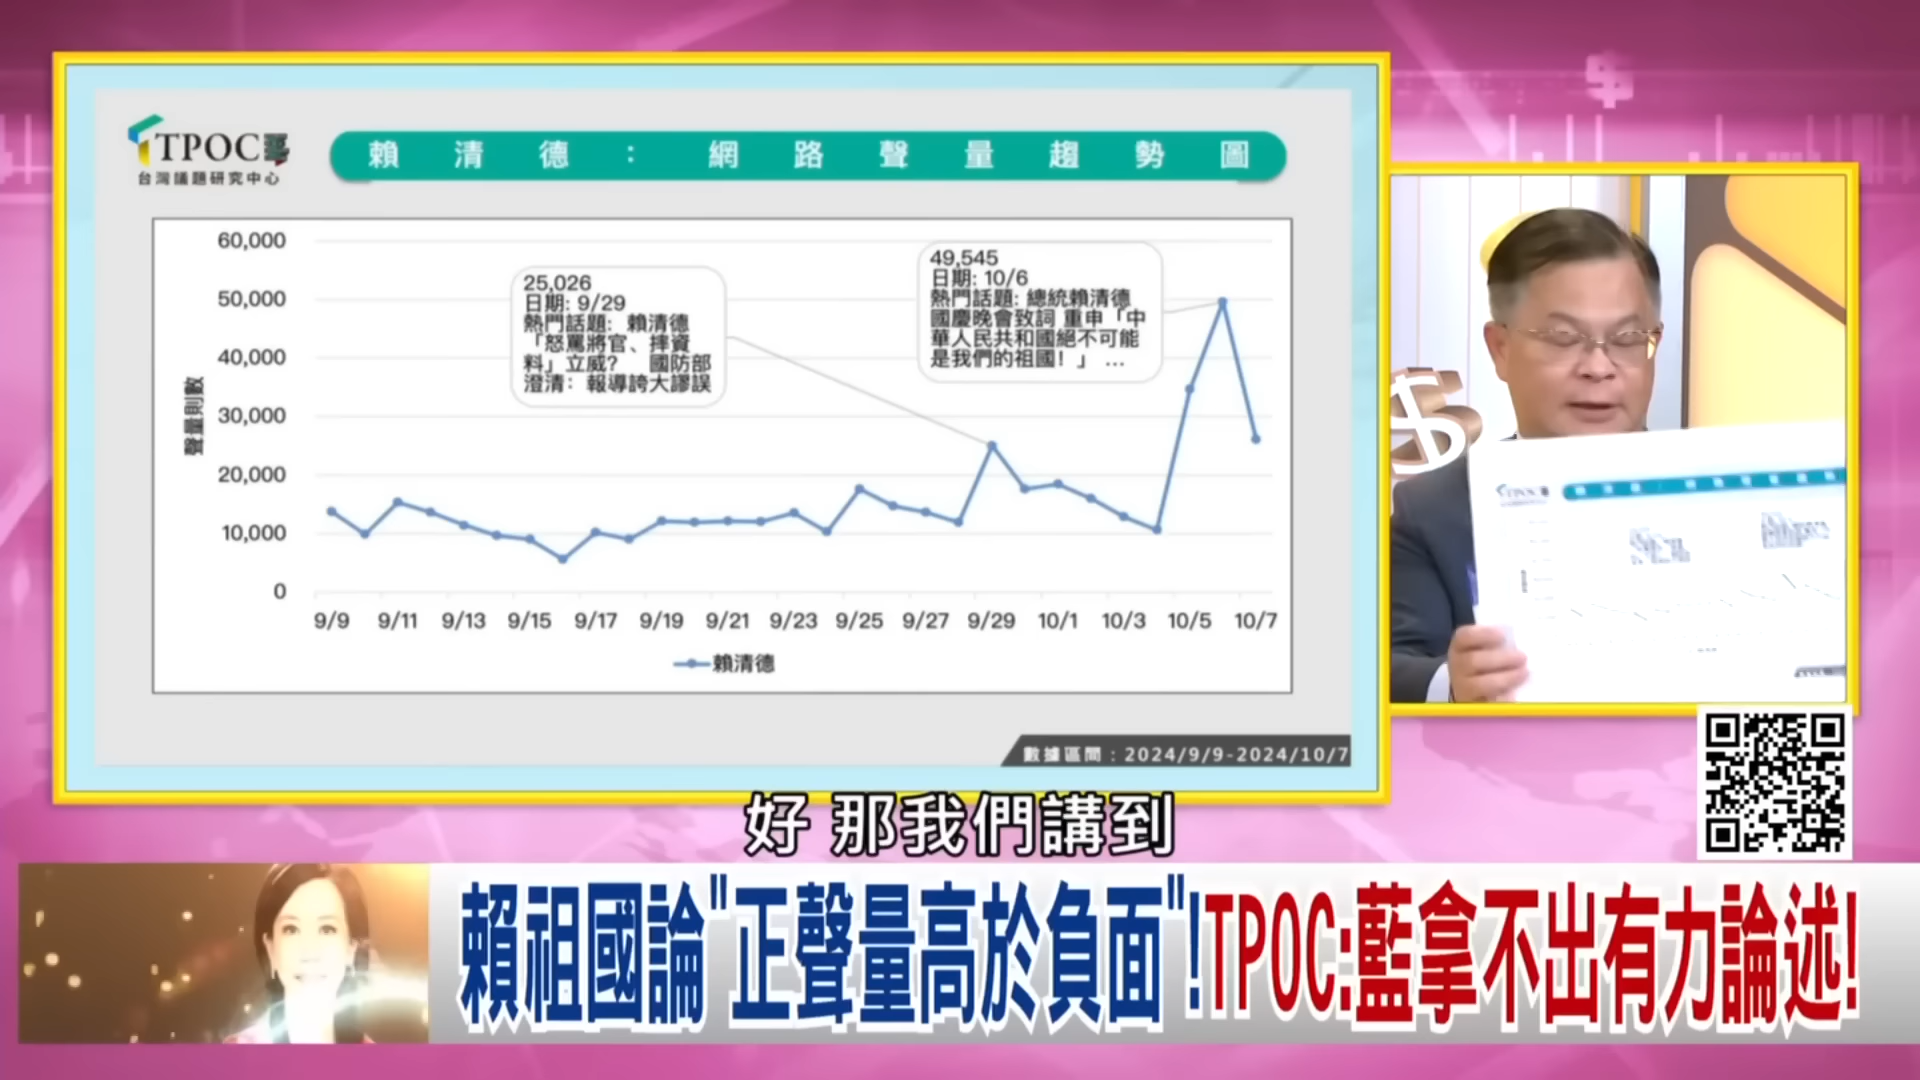 TPOC
台灣議題研究中心
賴清德：網路聲量趨勢圖
60,000
50,000
40,000
30,000
20,000
10,000
0
聲量則數
25,026
日期: 9/29
熱門話題: 賴清德
「怒罵將官、摔資
料」立威? 國防部
澄清: 報導誇大謬誤
49,545
日期: 10/6
熱門話題: 總統賴清德
國慶晚會致詞 重申「中
華人民共和國絕不可能
是我們的祖國! 」 ...
9/9 9/11 9/13 9/15 9/17 9/19 9/21 9/23 9/25 9/27 9/29 10/1 10/3 10/5 10/7
賴清德
數據區間：2024/9/9-2024/10/7
好 那我們講到
賴祖國論"正聲量高於負面"!TPOC:藍拿不出有力論述!